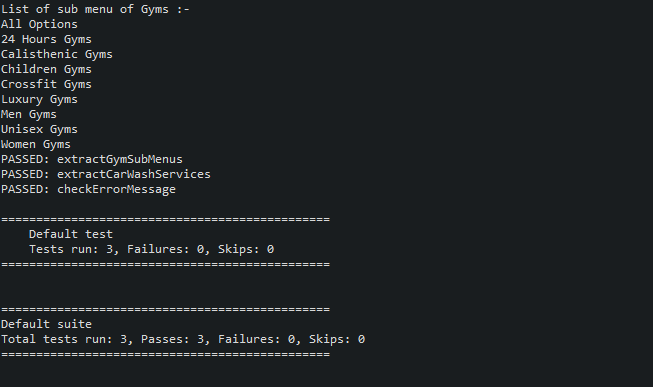 List of sub menu of Gyms :-
All Options
24 Hours Gyms
Calisthenic Gyms
Children Gyms
Crossfit Gyms
Luxury Gyms
Men Gyms
Unisex Gyms
Women Gyms
PASSED: extractGymSubMenus
PASSED: extractCarWashServices
PASSED: checkErrorMessage
===============================================
    Default test
    Tests run: 3, Failures: 0, Skips: 0
===============================================
===============================================
Default suite
Total tests run: 3, Passes: 3, Failures: 0, Skips: 0
===============================================